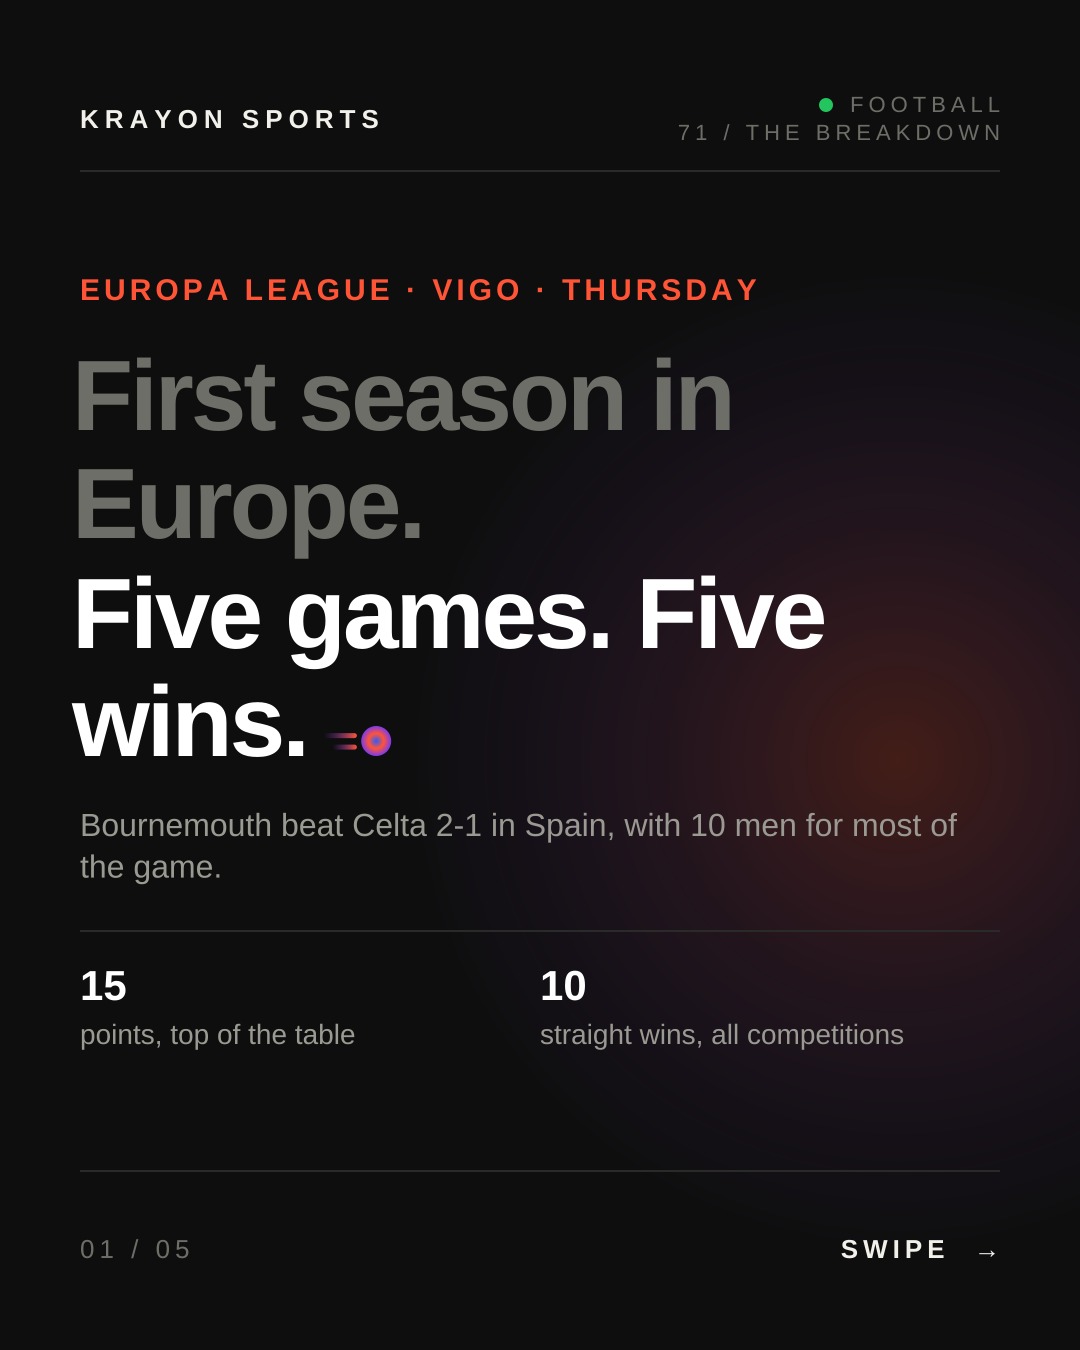 KRAYON SPORTS
FOOTBALL
71 / THE BREAKDOWN
EUROPA LEAGUE · VIGO · THURSDAY
First season in
Europe.
Five games. Five
wins.
Bournemouth beat Celta 2-1 in Spain, with 10 men for most of
the game.
15
points, top of the table
10
straight wins, all competitions
01 / 05
SWIPE →